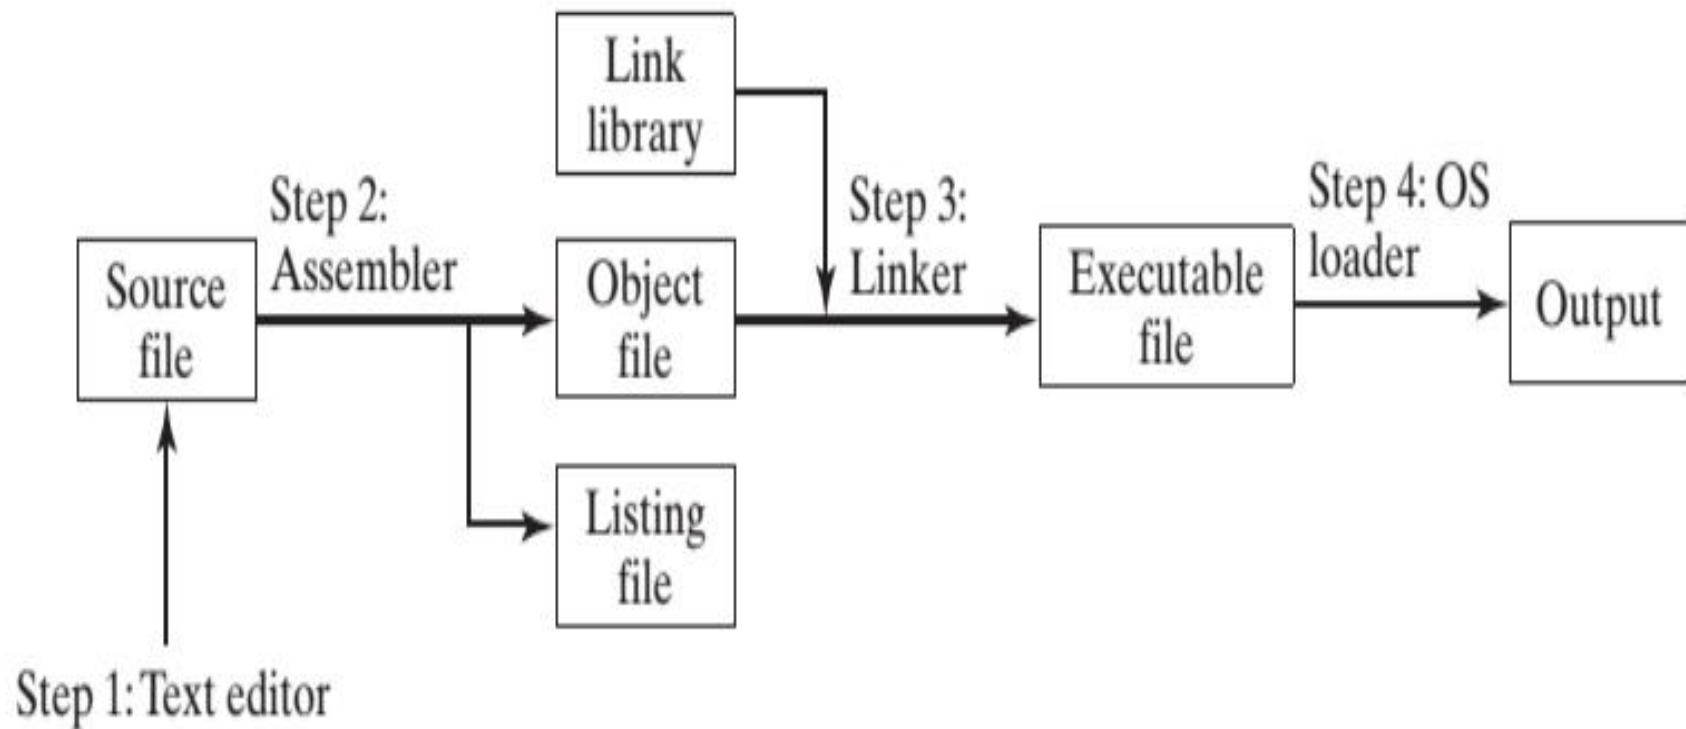 Link
library
Step 2:
Assembler
Step 3:
Linker
Step 4: OS
loader
Source
file
Object
file
Executable
file
Output
Listing
file
Step 1: Text editor